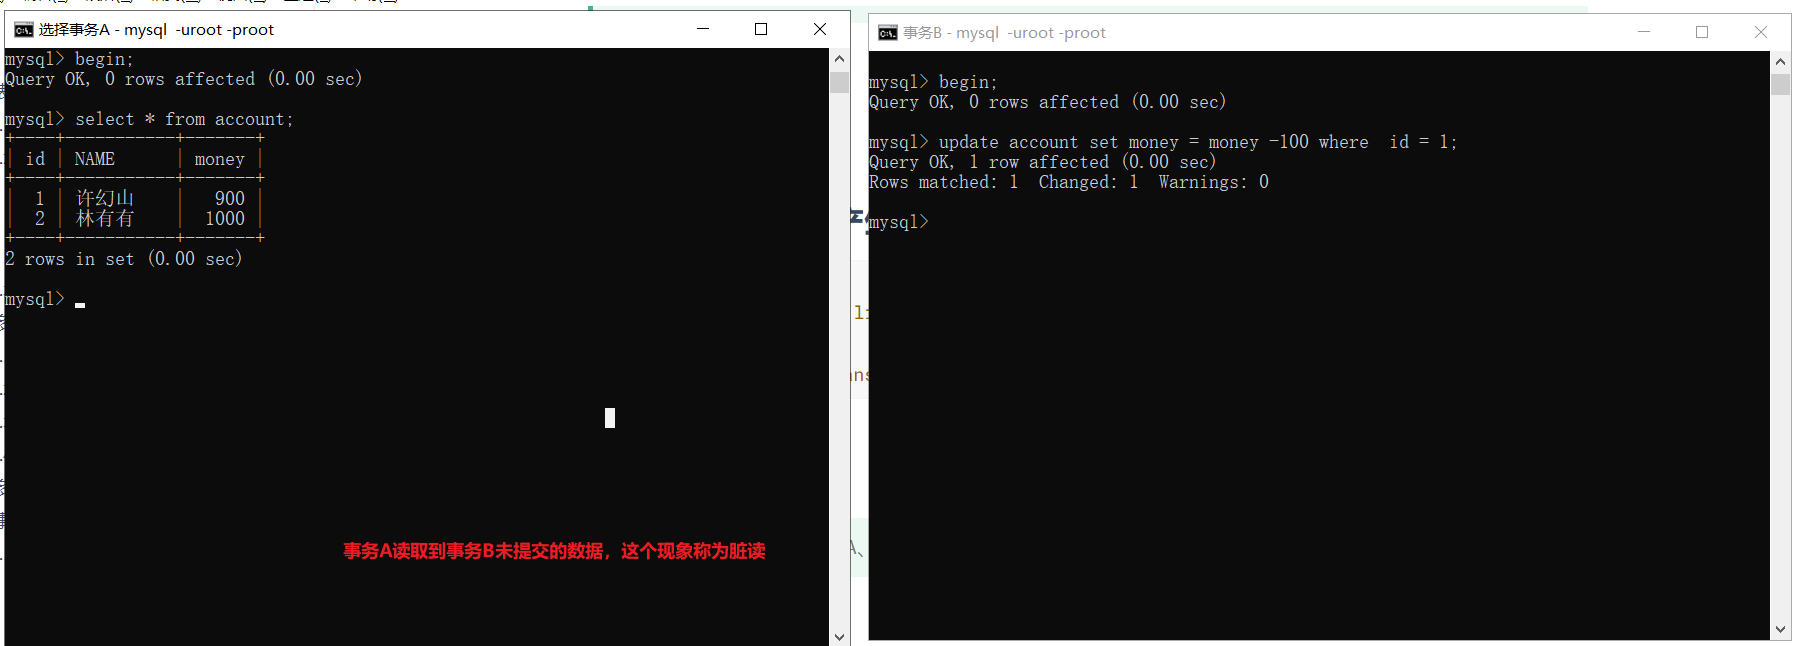 选择事务A - mysql  -uroot -proot
mysql> begin;
Query OK, 0 rows affected (0.00 sec)
mysql> select * from account;
+----+-----------+-------+
| id | NAME      | money |
+----+-----------+-------+
|  1 | 许幻山    |   900 |
|  2 | 林有有    |  1000 |
+----+-----------+-------+
2 rows in set (0.00 sec)
mysql>
事务A读取到事务B未提交的数据，这个现象称为脏读
事务B - mysql  -uroot -proot
mysql> begin;
Query OK, 0 rows affected (0.00 sec)
mysql> update account set money = money -100 where  id = 1;
Query OK, 1 row affected (0.00 sec)
Rows matched: 1  Changed: 1  Warnings: 0
mysql>
li
ans
A、